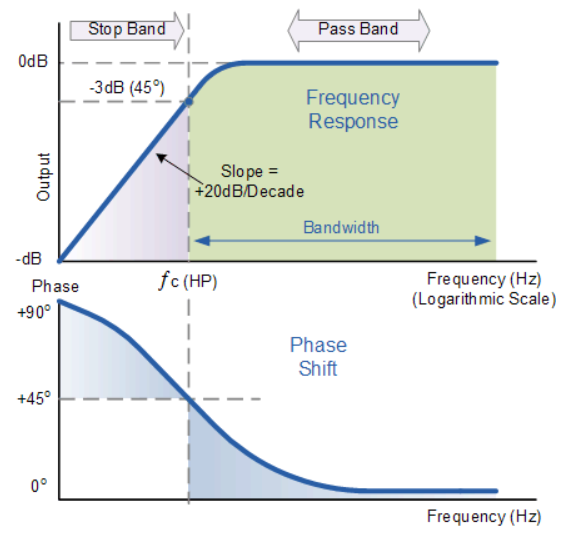 Stop Band
Pass Band
0dB
-3dB (45°)
Frequency
Response
Slope =
+20dB/Decade
Output
Bandwidth
-dB
Phase
ƒc (HP)
Frequency (Hz)
(Logarithmic Scale)
+90°
Phase
Shift
+45°
0°
Frequency (Hz)